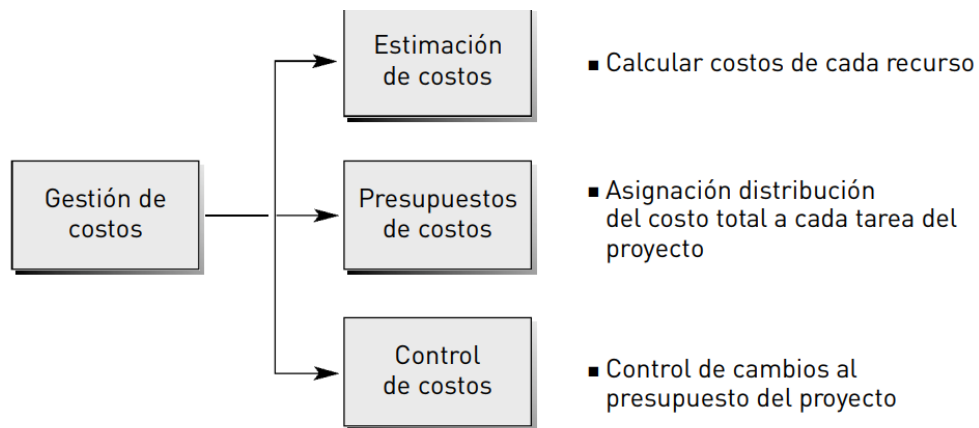 Estimación
de costos
■ Calcular costos de cada recurso
Gestión de
costos
Presupuestos
de costos
■ Asignación distribución
del costo total a cada tarea del
proyecto
Control
de costos
■ Control de cambios al
presupuesto del proyecto